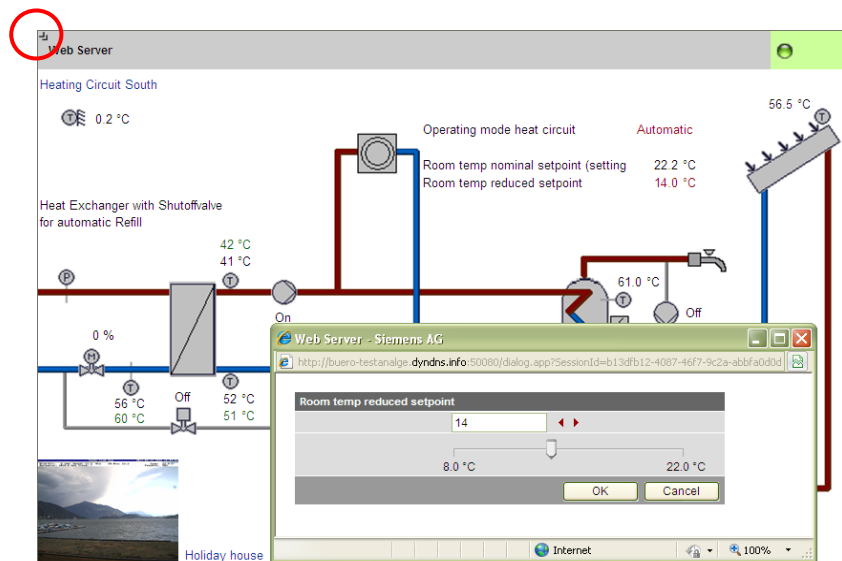 Web Server
Heating Circuit South
T 0.2 °C
56.5 °C
T
Operating mode heat circuit Automatic
Room temp nominal setpoint (setting 22.2 °C
Room temp reduced setpoint 14.0 °C
Heat Exchanger with Shutoffvalve
for automatic Refill
42 °C
41 °C
P
T
61.0 °C
T
Off
On
0 %
M
T
T
56 °C
60 °C
Off
52 °C
51 °C
Web Server - Siemens AG
http://buero-testanalge.dyndns.info:50080/dialog.app?SessionId=b13dfb12-4087-46f7-9c2a-abbfa0d0d
Room temp reduced setpoint
14
8.0 °C 22.0 °C
OK Cancel
Internet 100%
Holiday house